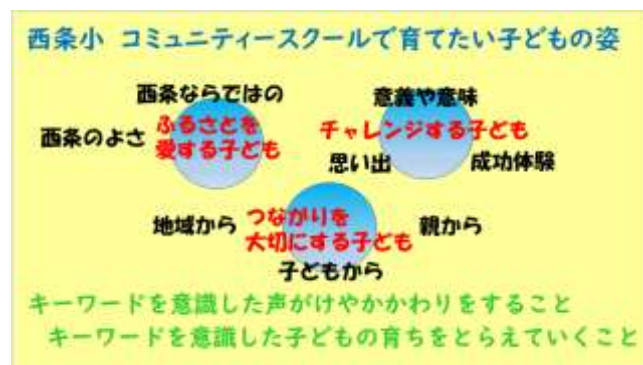 西条小 コミュニティースクールで育てたい子どもの姿
西条ならではの
西条のよさ
ふるさとを
愛する子ども
意義や意味
チャレンジする子ども
思い出
成功体験
地域から
つながりを
大切にする子ども
親から
子どもから
キーワードを意識した声がけやかかわりをすること
キーワードを意識した子どもの育ちをとらえていくこと